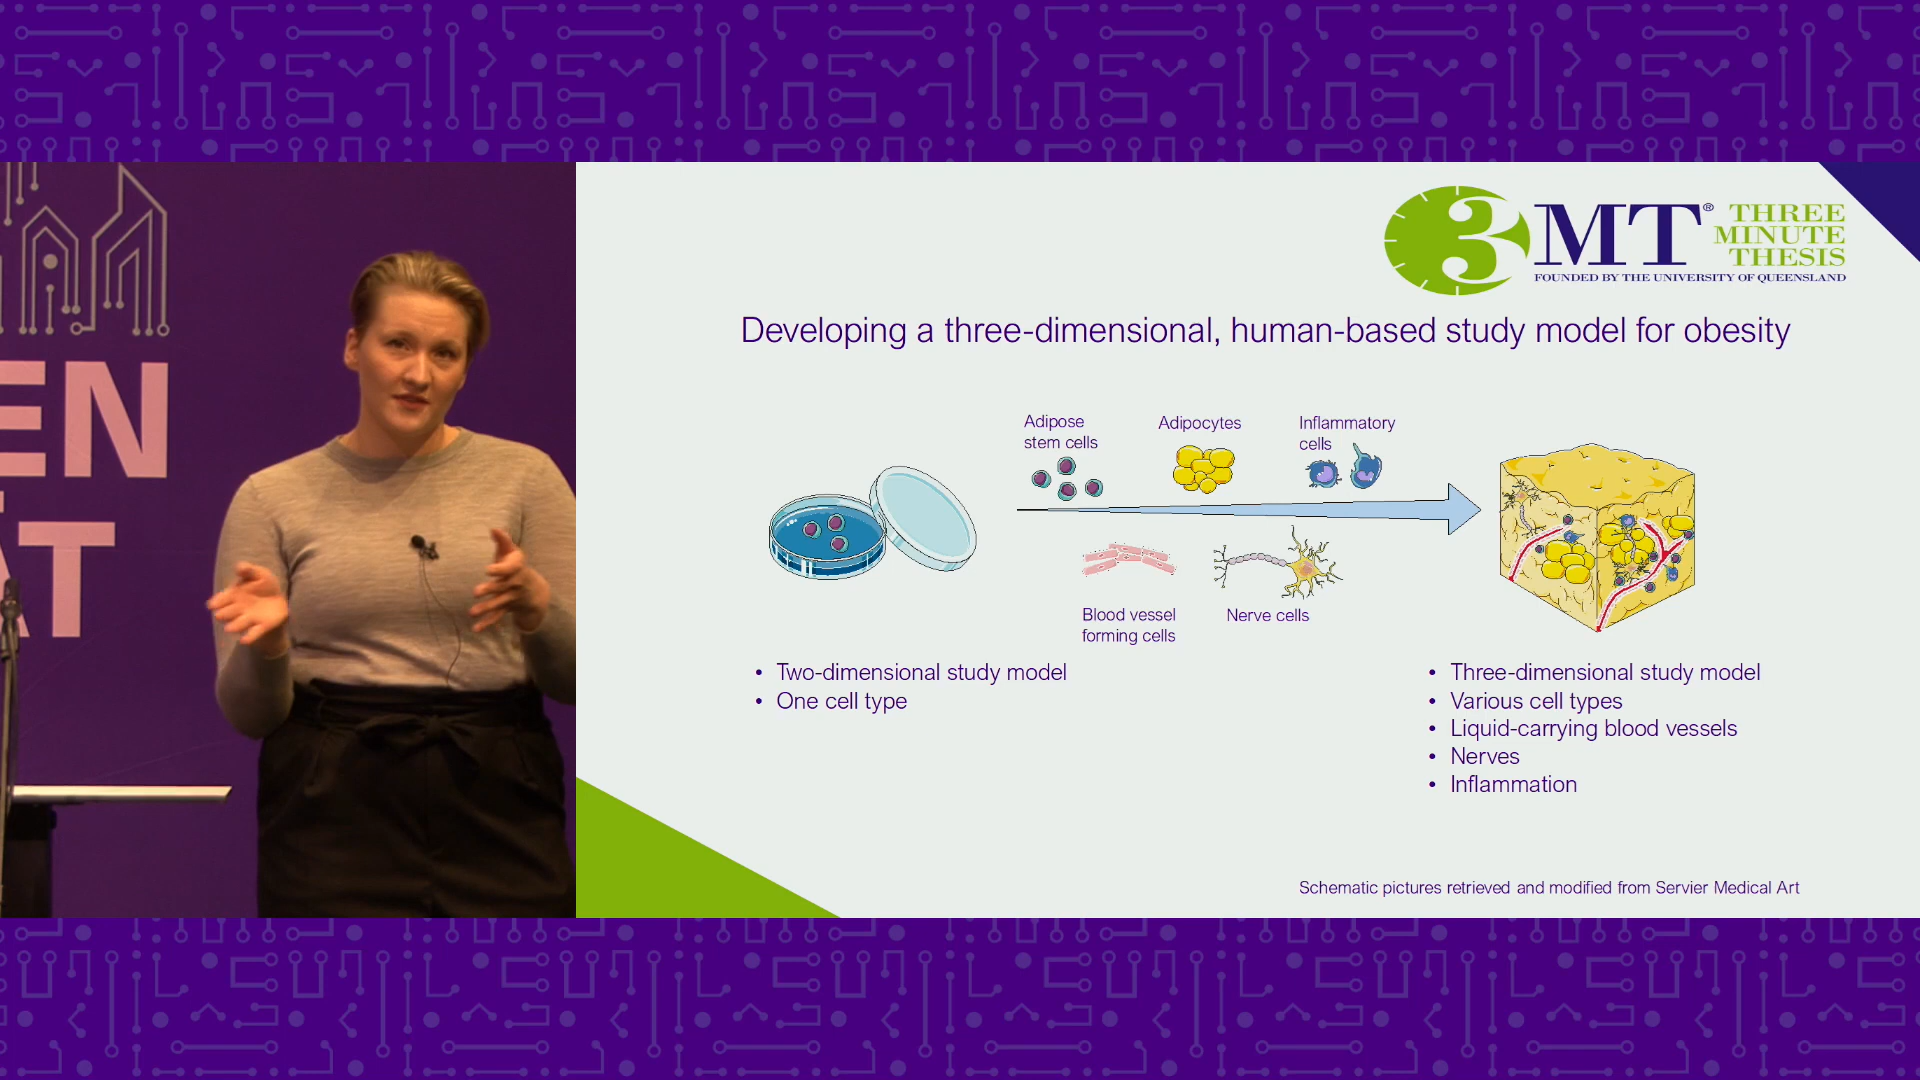 EN
AT
3MT® THREE
MINUTE
THESIS
FOUNDED BY THE UNIVERSITY OF QUEENSLAND
Developing a three-dimensional, human-based study model for obesity
Adipose
stem cells
Adipocytes
Inflammatory
cells
Blood vessel
forming cells
Nerve cells
• Two-dimensional study model
• One cell type
• Three-dimensional study model
• Various cell types
• Liquid-carrying blood vessels
• Nerves
• Inflammation
Schematic pictures retrieved and modified from Servier Medical Art